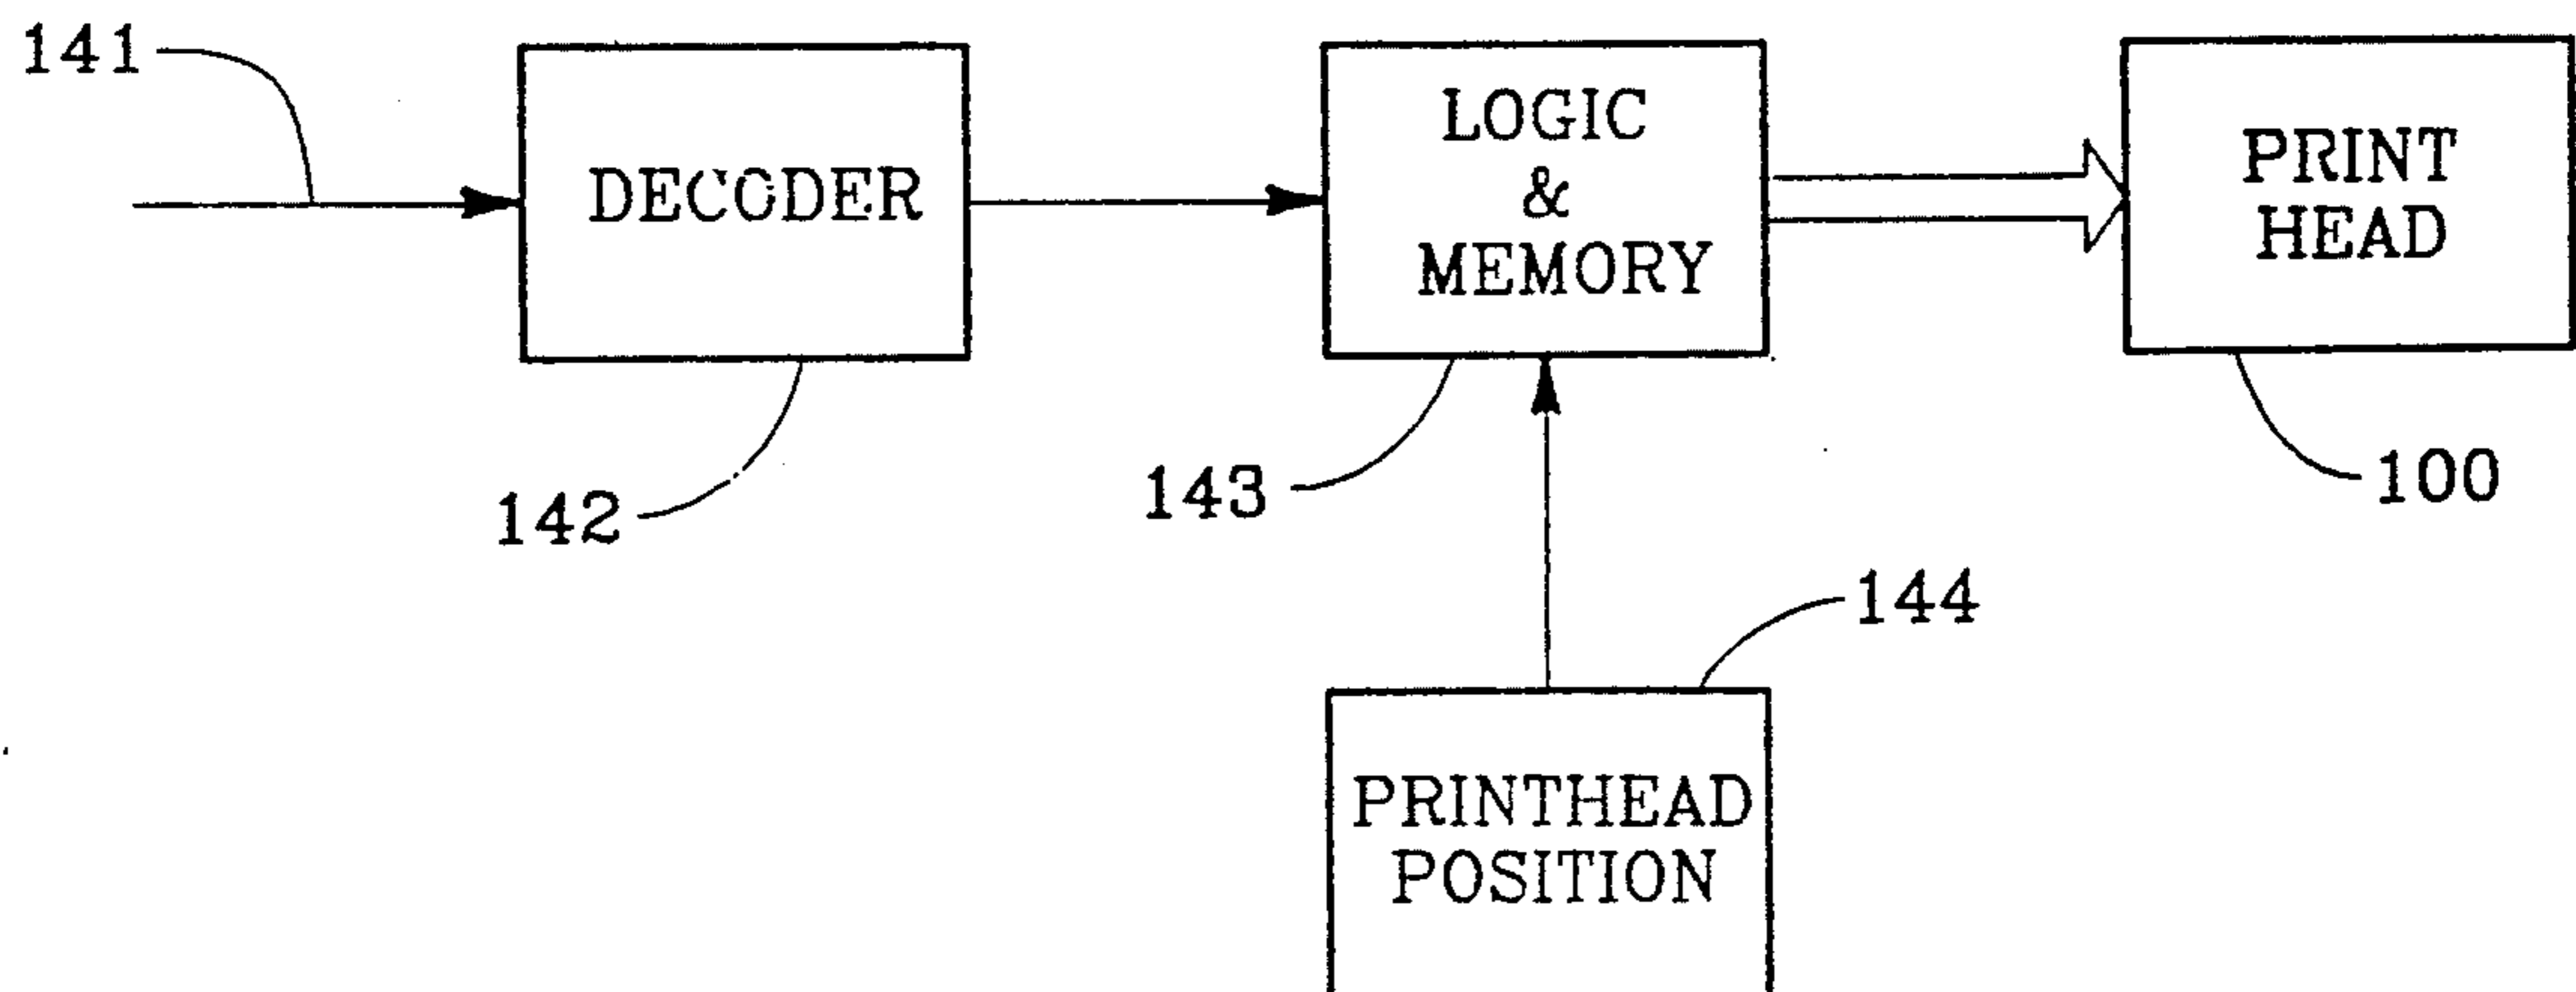 141
DECODER
LOGIC
&
MEMORY
PRINT
HEAD
142
143
100
144
PRINTHEAD
POSITION